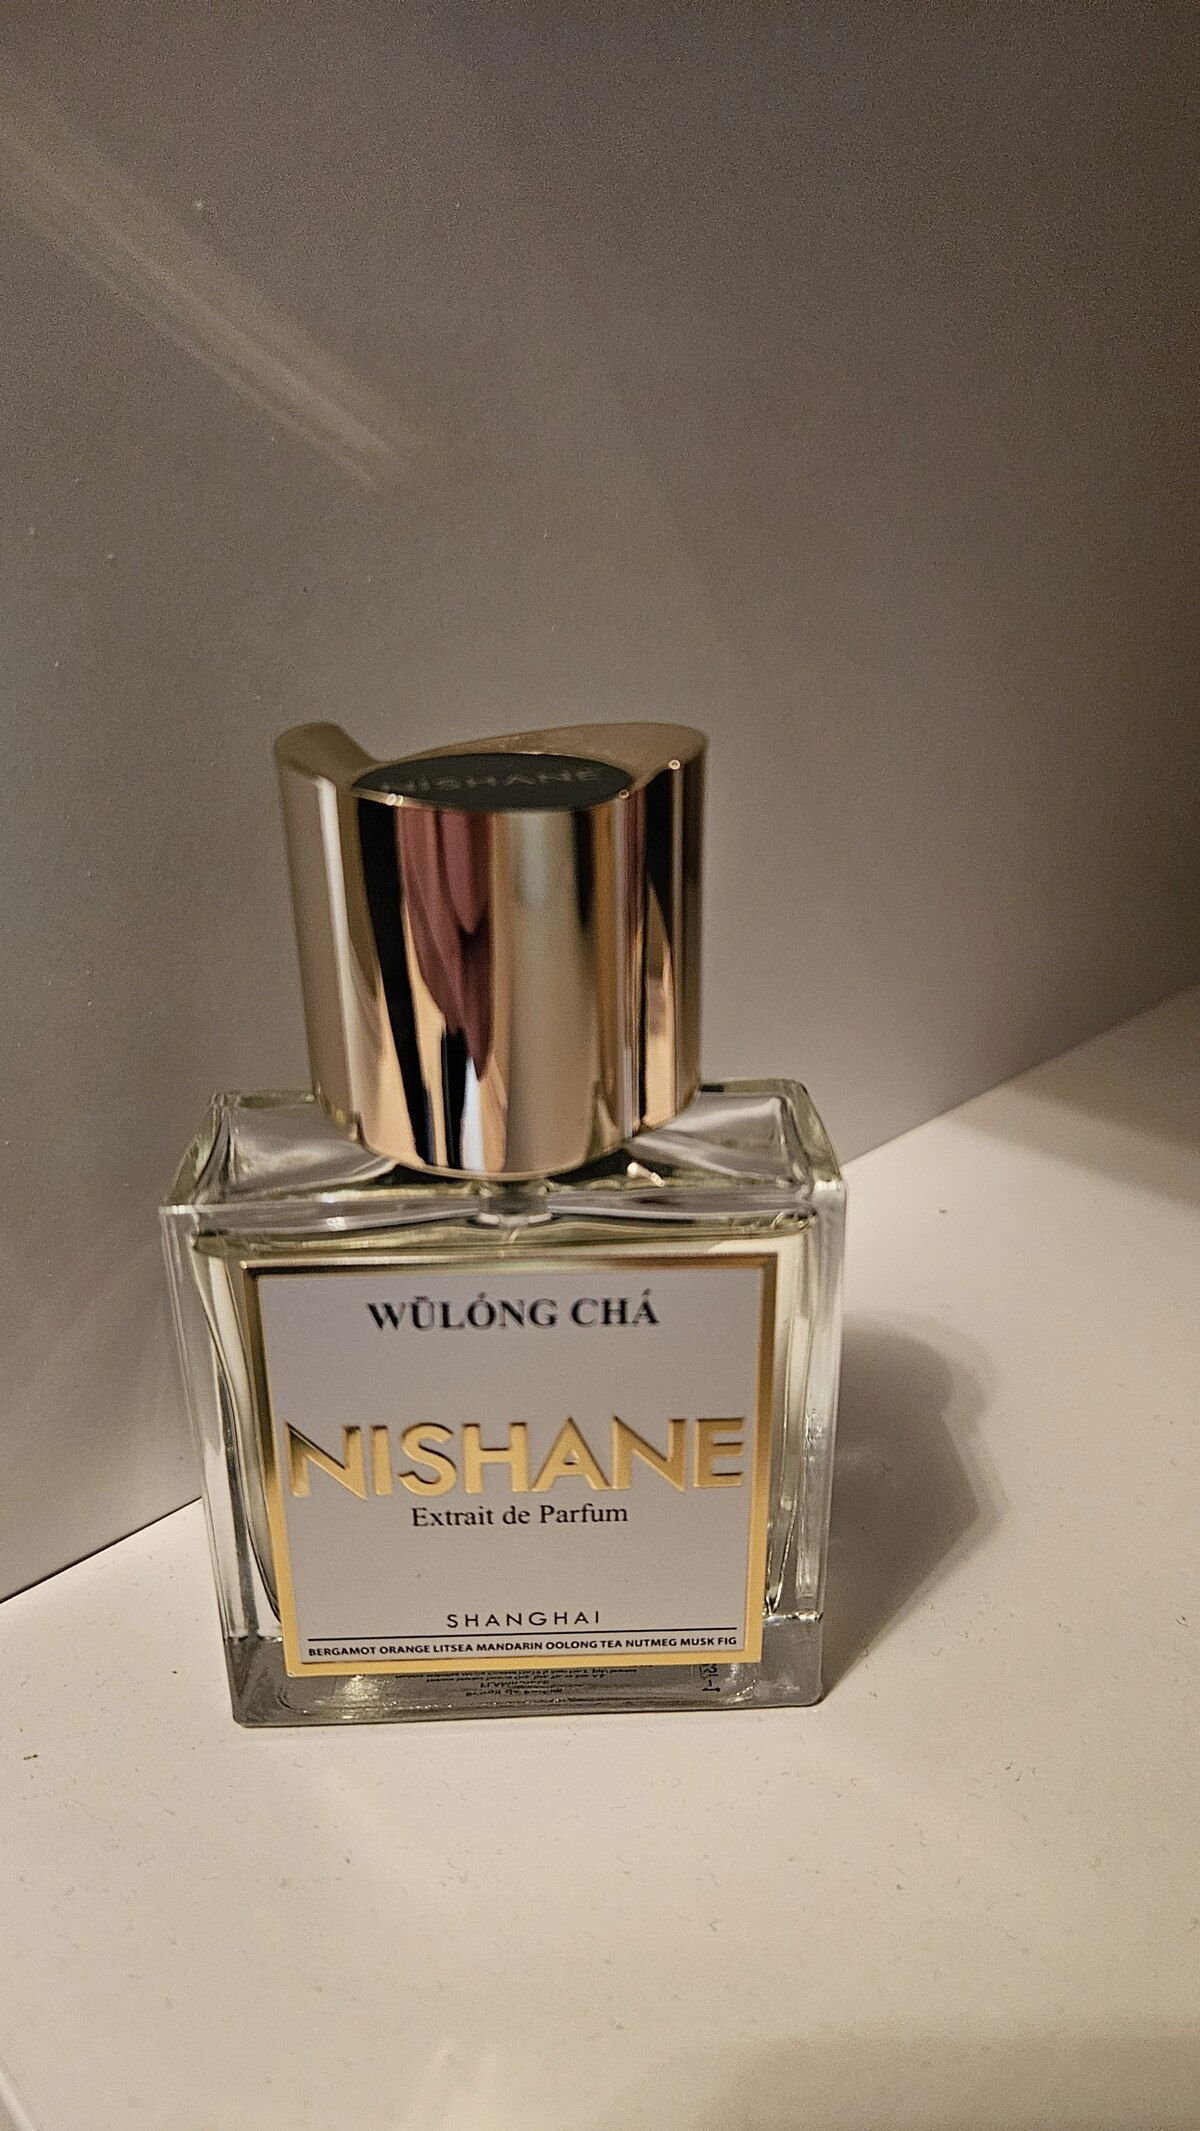 NISHANE
WŪLÓNG CHÁ
NISHANE
Extrait de Parfum
SHANGHAI
BERGAMOT ORANGE LITSEA MANDARIN OOLONG TEA NUTMEG MUSK FIG